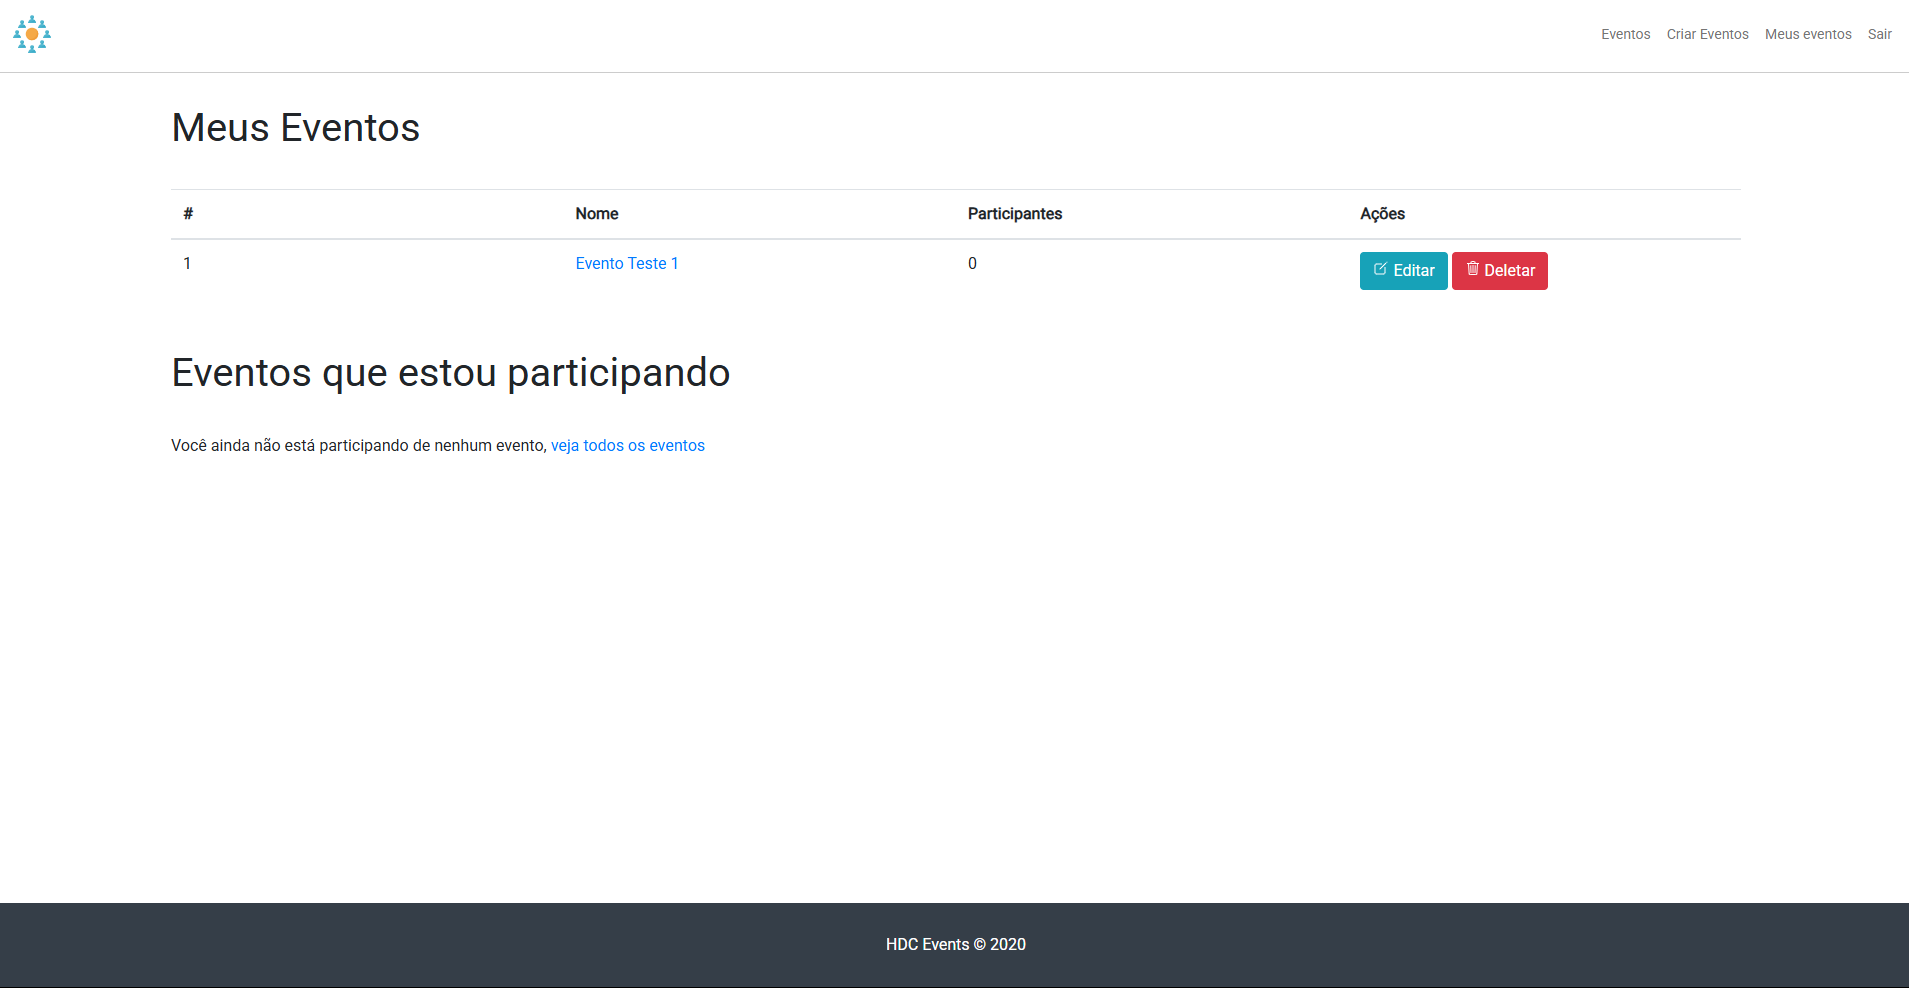 Eventos Criar Eventos Meus eventos Sair
Meus Eventos
# Nome Participantes Ações
1 Evento Teste 1 0 Editar Deletar
Eventos que estou participando
Você ainda não está participando de nenhum evento, veja todos os eventos
HDC Events © 2020